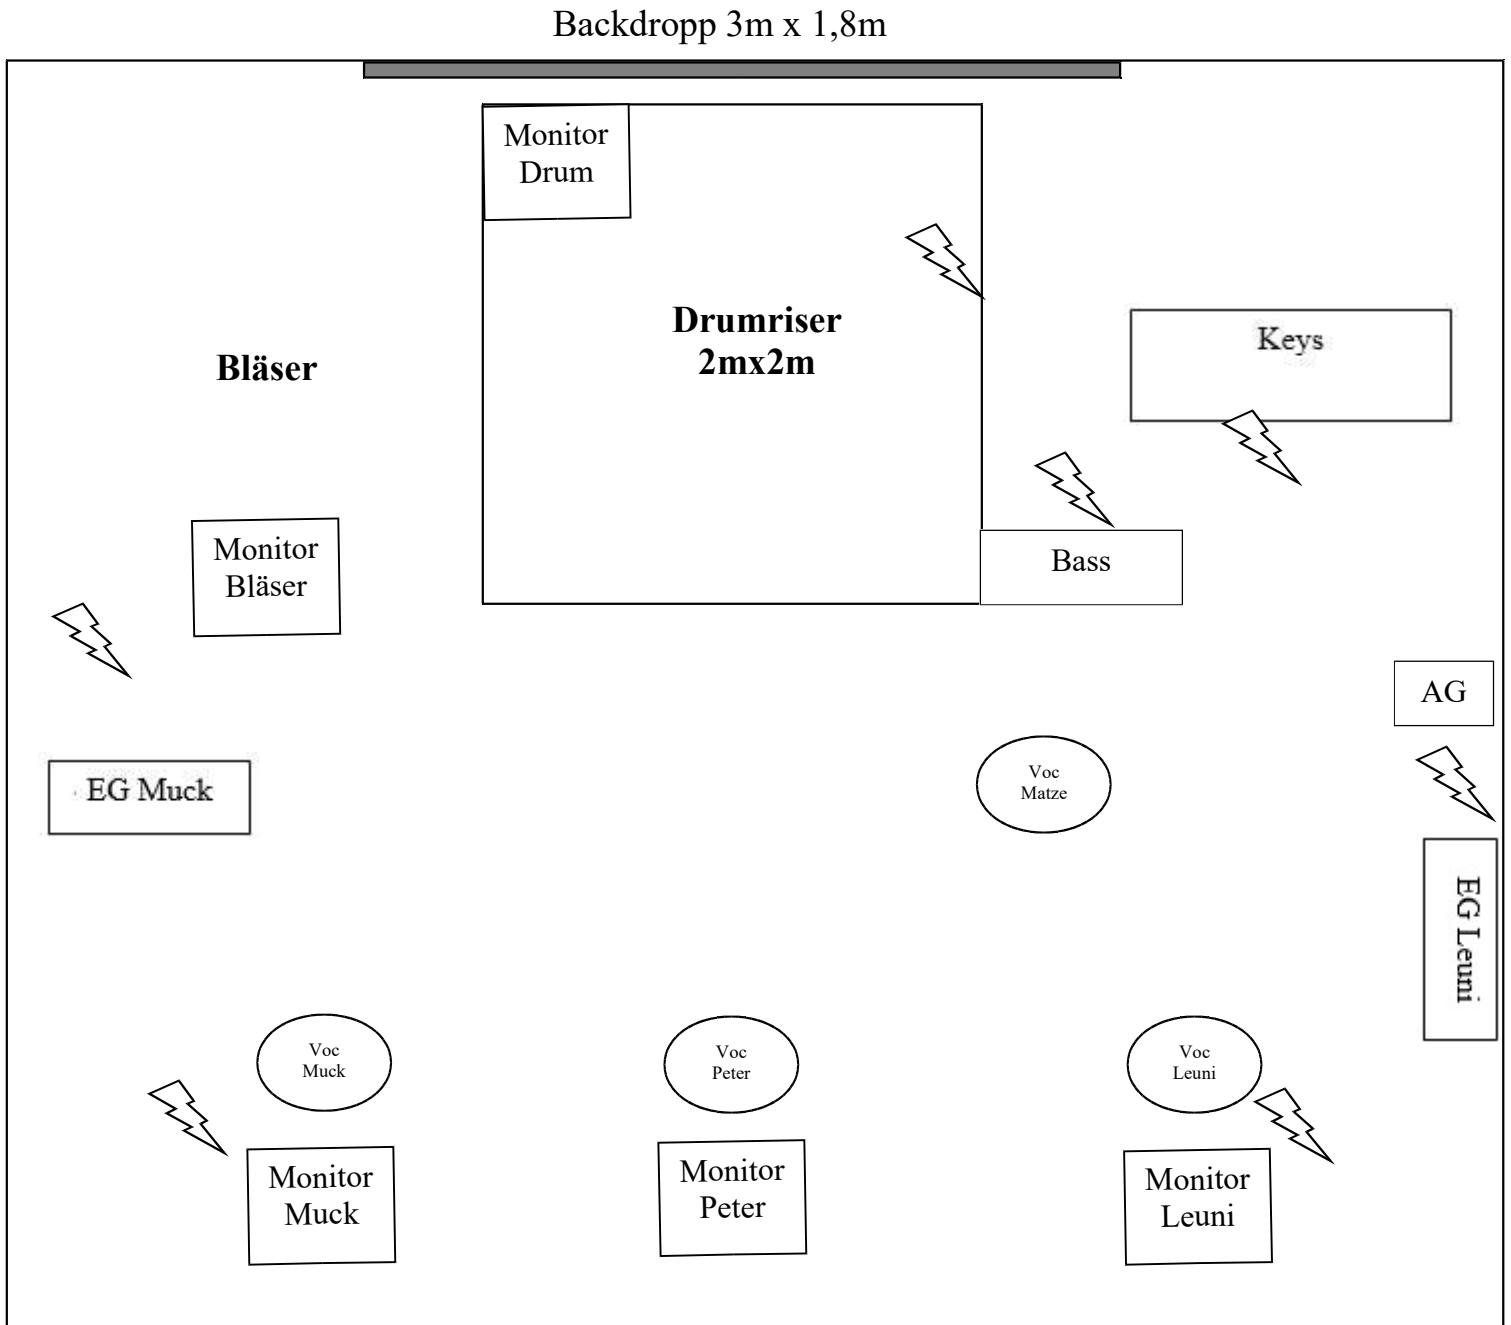 Backdropp 3m x 1,8m
Monitor
Drum
Drumriser
2mx2m
Keys
Bläser
Monitor
Bläser
Bass
AG
EG Muck
Voc
Matze
EG Leuni
Voc
Muck
Voc
Peter
Voc
Leuni
Monitor
Muck
Monitor
Peter
Monitor
Leuni